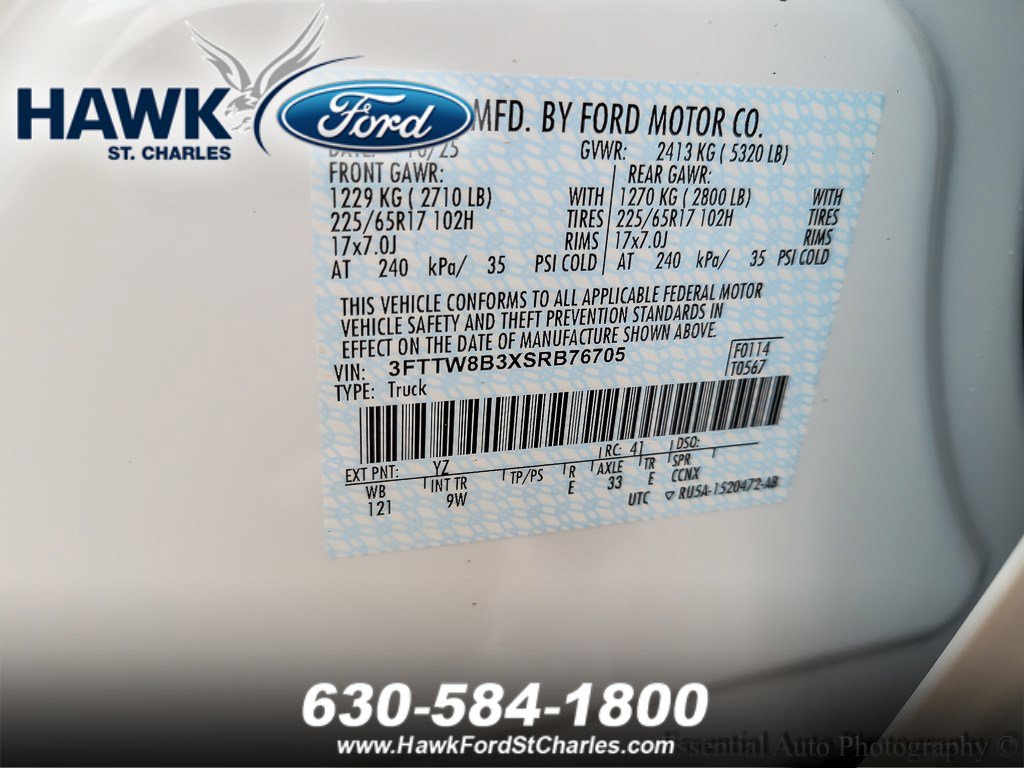 HAWK
ST. CHARLES
Ford
MFD. BY FORD MOTOR CO.
10/25
GVWR: 2413 KG ( 5320 LB)
FRONT GAWR:
1229 KG ( 2710 LB) WITH
225/65R17 102H TIRES
17x7.0J RIMS
AT 240 kPa/ 35 PSI COLD
REAR GAWR:
1270 KG ( 2800 LB) WITH
225/65R17 102H TIRES
17x7.0J RIMS
AT 240 kPa/ 35 PSI COLD
THIS VEHICLE CONFORMS TO ALL APPLICABLE FEDERAL MOTOR
VEHICLE SAFETY AND THEFT PREVENTION STANDARDS IN
EFFECT ON THE DATE OF MANUFACTURE SHOWN ABOVE.
VIN: 3FTTW8B3XSRB76705
F0114
T0567
TYPE: Truck
EXT PNT: YZ RC: 41 DSO:
WB INT TR TP/PS R AXLE TR SPR
121 9W E 33 E CCNX
UTC ▽ RU5A-1520472-AB
630-584-1800
www.HawkFordStCharles.com
Essential Auto Photography ©